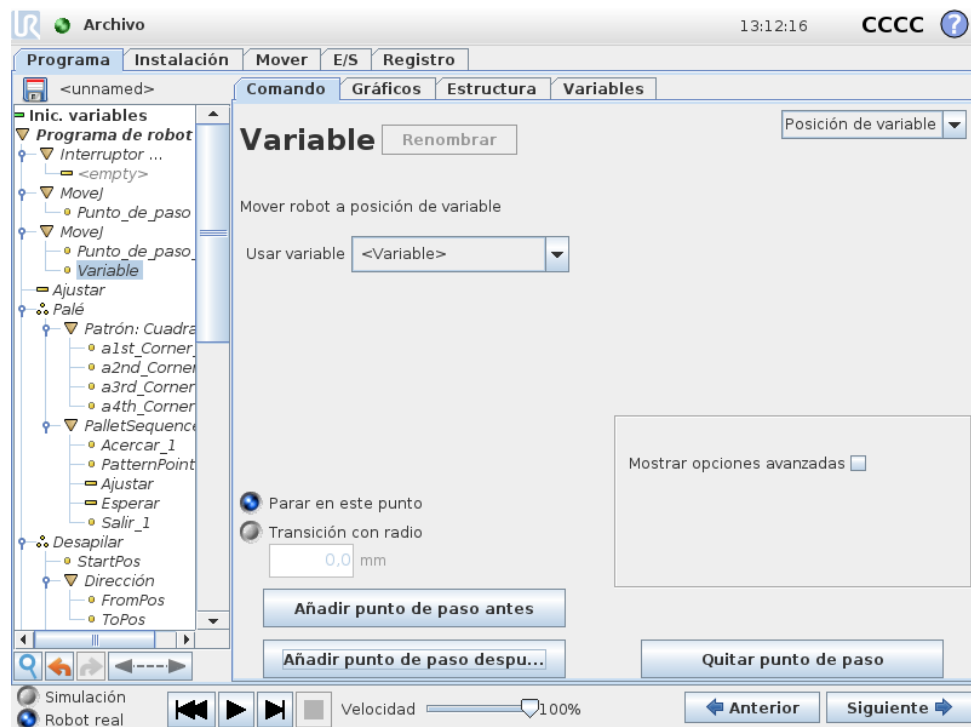 UR Archivo 13:12:16 CCCC ?
Programa Instalación Mover E/S Registro
<unnamed> Comando Gráficos Estructura Variables
Inic. variables
Programa de robot
Interruptor ...
<empty>
MoveJ
Punto_de_paso
MoveJ
Punto_de_paso_
Variable
Ajustar
Palé
Patrón: Cuadra
a1st_Corner_
a2nd_Corner
a3rd_Corner
a4th_Corner
PalletSequence
Acercar_1
PatternPoint
Ajustar
Esperar
Salir_1
Desapilar
StartPos
Dirección
FromPos
ToPos
Variable Renombrar Posición de variable
Mover robot a posición de variable
Usar variable <Variable>
Mostrar opciones avanzadas
Parar en este punto
Transición con radio
0,0 mm
Añadir punto de paso antes
Añadir punto de paso despu... Quitar punto de paso
Simulación
Robot real
Velocidad 100% Anterior Siguiente